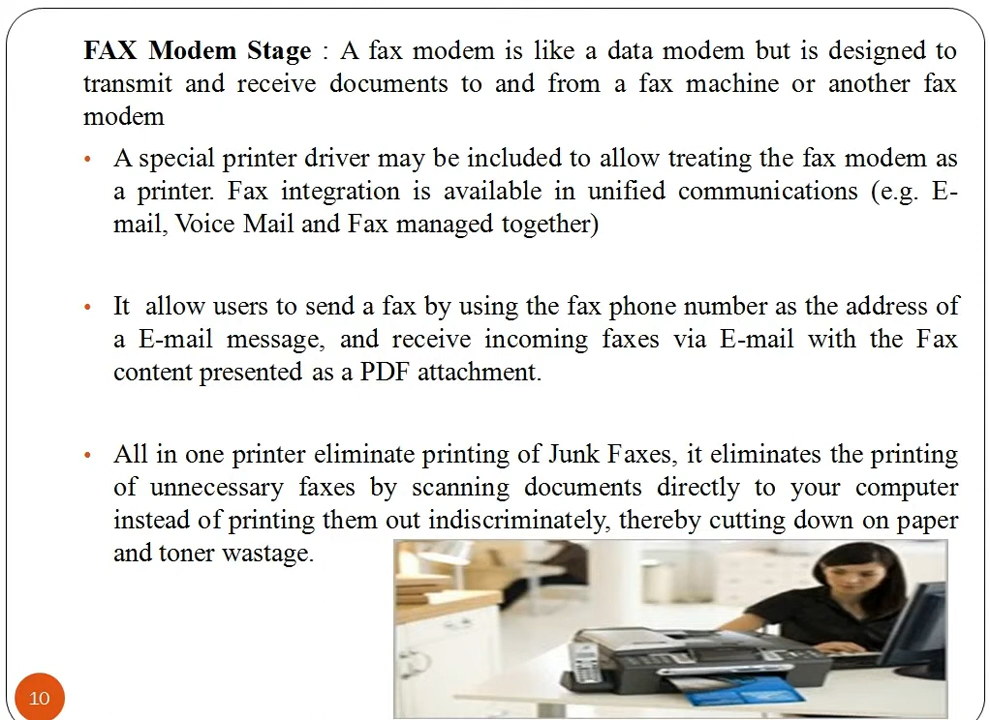 FAX Modem Stage : A fax modem is like a data modem but is designed to
transmit and receive documents to and from a fax machine or another fax
modem
• A special printer driver may be included to allow treating the fax modem as
a printer. Fax integration is available in unified communications (e.g. E-
mail, Voice Mail and Fax managed together)
• It allow users to send a fax by using the fax phone number as the address of
a E-mail message, and receive incoming faxes via E-mail with the Fax
content presented as a PDF attachment.
• All in one printer eliminate printing of Junk Faxes, it eliminates the printing
of unnecessary faxes by scanning documents directly to your computer
instead of printing them out indiscriminately, thereby cutting down on paper
and toner wastage.
10